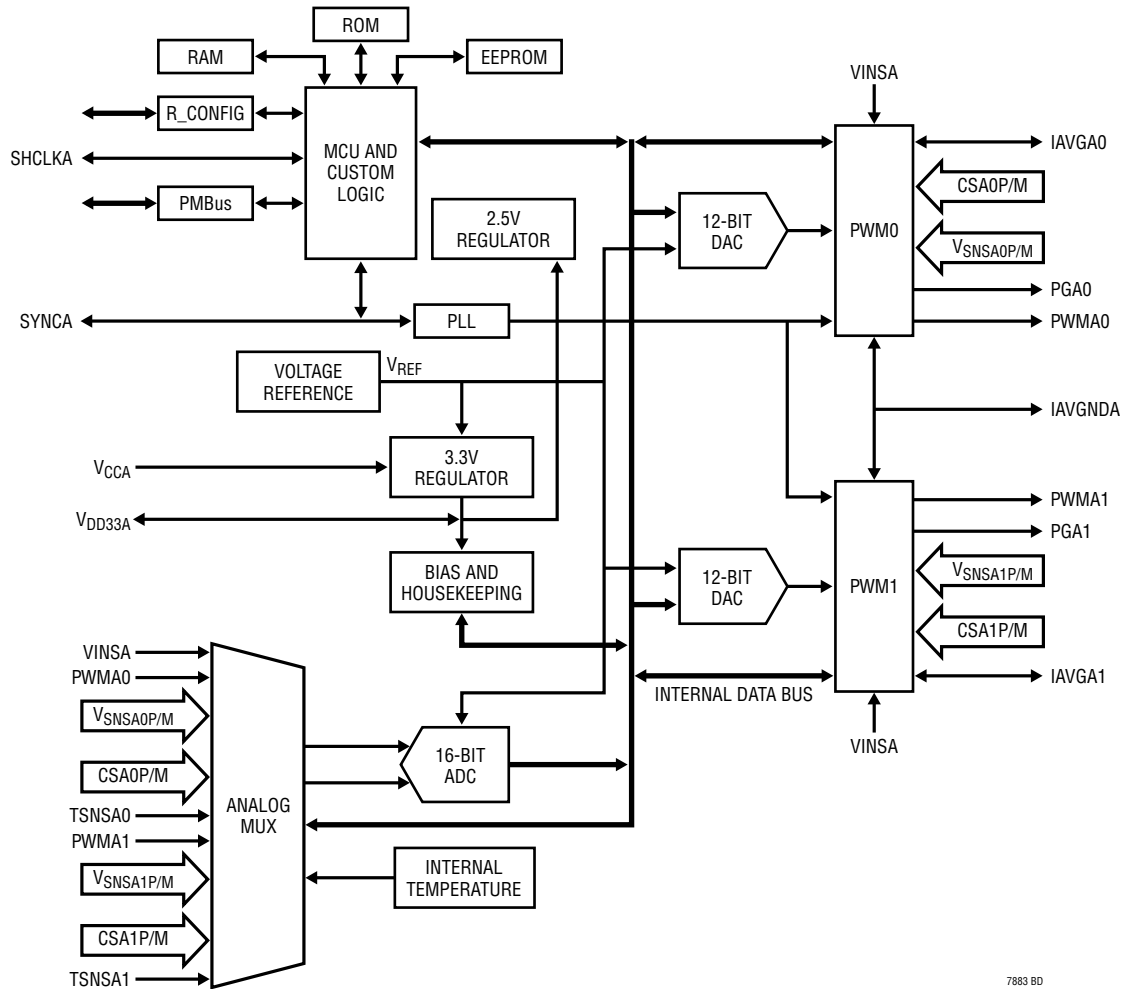 ROM
RAM
EEPROM
VINSA
R_CONFIG
IAVGA0
MCU AND
CUSTOM
LOGIC
SHCLKA
CSA0P/M
PMBus
2.5V
REGULATOR
12-BIT
DAC
PWM0
VSNSA0P/M
PGA0
SYNCA
PLL
PWMA0
VOLTAGE
REFERENCE
VREF
IAVGNDA
3.3V
REGULATOR
VCCA
PWMA1
VDD33A
PGA1
BIAS AND
HOUSEKEEPING
12-BIT
DAC
PWM1
VSNSA1P/M
CSA1P/M
VINSA
PWMA0
IAVGA1
INTERNAL DATA BUS
VSNSA0P/M
VINSA
16-BIT
ADC
CSA0P/M
TSNSA0
ANALOG
MUX
PWMA1
INTERNAL
TEMPERATURE
VSNSA1P/M
CSA1P/M
TSNSA1
7883 BD